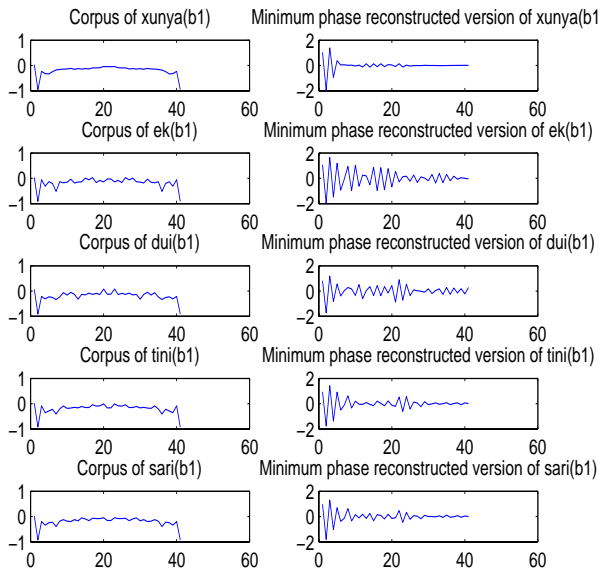 Corpus of xunya(b1) Minimum phase reconstructed version of xunya(b1
1 2
0 0
−1 −2
0 20 40 60 0 20 40 60
Corpus of ek(b1) Minimum phase reconstructed version of ek(b1)
1 2
0 0
−1 −2
0 20 40 60 0 20 40 60
Corpus of dui(b1) Minimum phase reconstructed version of dui(b1)
1 2
0 0
−1 −2
0 20 40 60 0 20 40 60
Corpus of tini(b1) Minimum phase reconstructed version of tini(b1)
1 2
0 0
−1 −2
0 20 40 60 0 20 40 60
Corpus of sari(b1) Minimum phase reconstructed version of sari(b1)
1 2
0 0
−1 −2
0 20 40 60 0 20 40 60